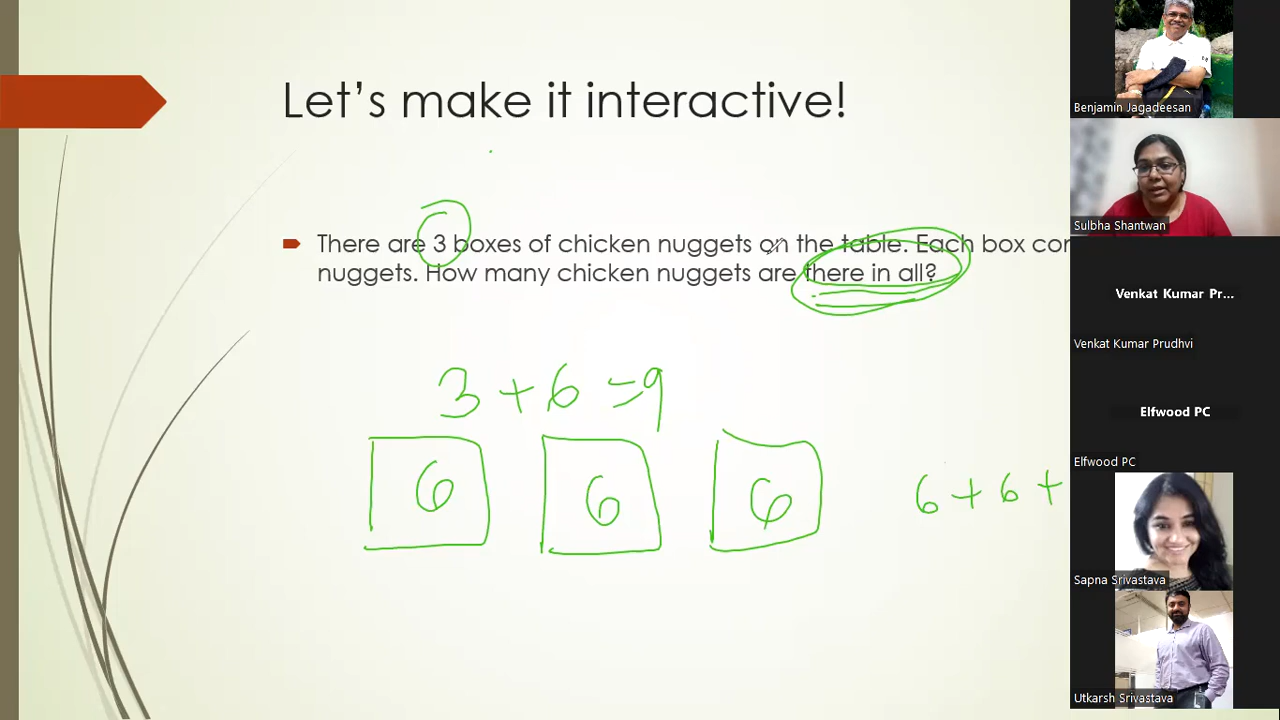 Let's make it interactive!
There are 3 boxes of chicken nuggets on the table. Each box
nuggets. How many chicken nuggets are there in all?
3 + 6 = 9
6 6 6
6 + 6 +
Benjamin Jagadeesan
Sulbha Shantwan
Venkat Kumar Pr...
Venkat Kumar Prudhvi
Elfwood PC
Elfwood PC
Sapna Srivastava
Utkarsh Srivastava